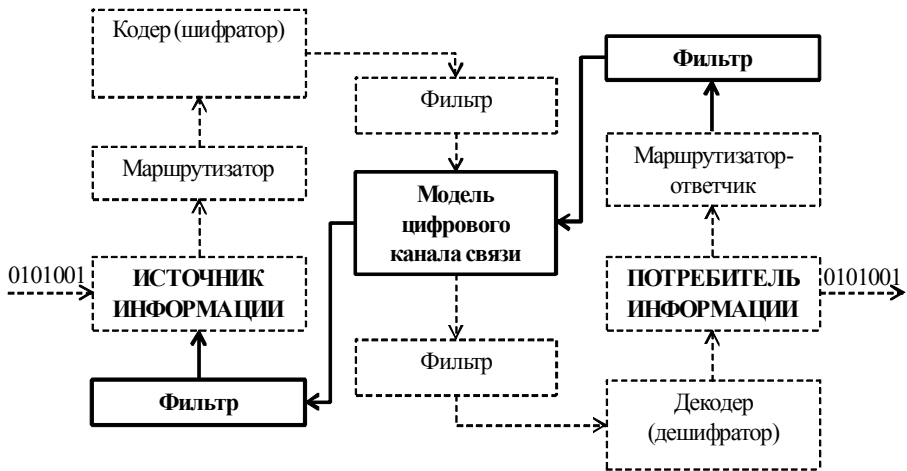 Кодер (шифратор)
Фильтр
Фильтр
Маршрутизатор
Маршрутизатор-
ответчик
Модель
цифрового
канала связи
0101001
ИСТОЧНИК
ИНФОРМАЦИИ
ПОТРЕБИТЕЛЬ
ИНФОРМАЦИИ
0101001
Фильтр
Фильтр
Декодер
(дешифратор)